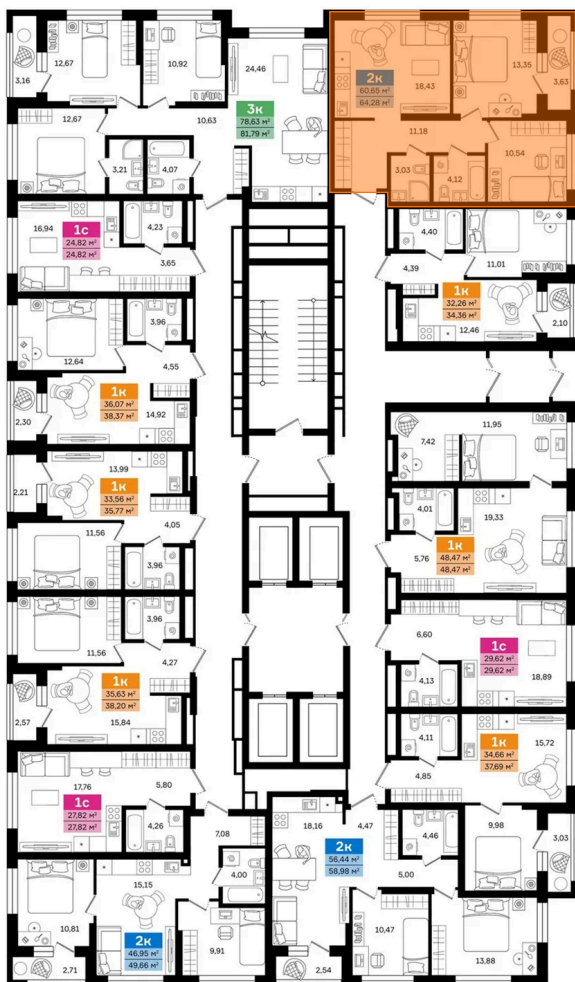 3,16
12,67
10,92
24,46
3к
78,63 м²
81,79 м²
12,67
10,63
3,21
4,07
2к
60,65 м²
64,28 м²
18,43
13,35
3,63
11,18
3,03
4,12
10,54
16,94
1с
24,82 м²
24,82 м²
4,23
3,65
4,40
4,39
11,01
1к
32,26 м²
34,36 м²
12,46
2,10
12,64
3,96
4,55
1к
36,07 м²
38,37 м²
14,92
2,30
7,42
11,95
13,99
2,21
1к
33,56 м²
35,77 м²
4,05
11,56
3,96
4,01
19,33
5,76
1к
48,47 м²
48,47 м²
11,56
3,96
4,27
1к
35,63 м²
38,20 м²
2,57
15,84
6,60
1с
29,62 м²
29,62 м²
4,13
18,89
4,11
1к
34,66 м²
37,69 м²
15,72
4,85
17,76
5,80
1с
27,82 м²
27,82 м²
4,26
7,08
18,16
4,47
2к
56,44 м²
58,98 м²
4,46
5,00
9,98
3,03
4,00
15,15
10,81
2к
46,95 м²
49,66 м²
2,71
9,91
10,47
2,54
13,88